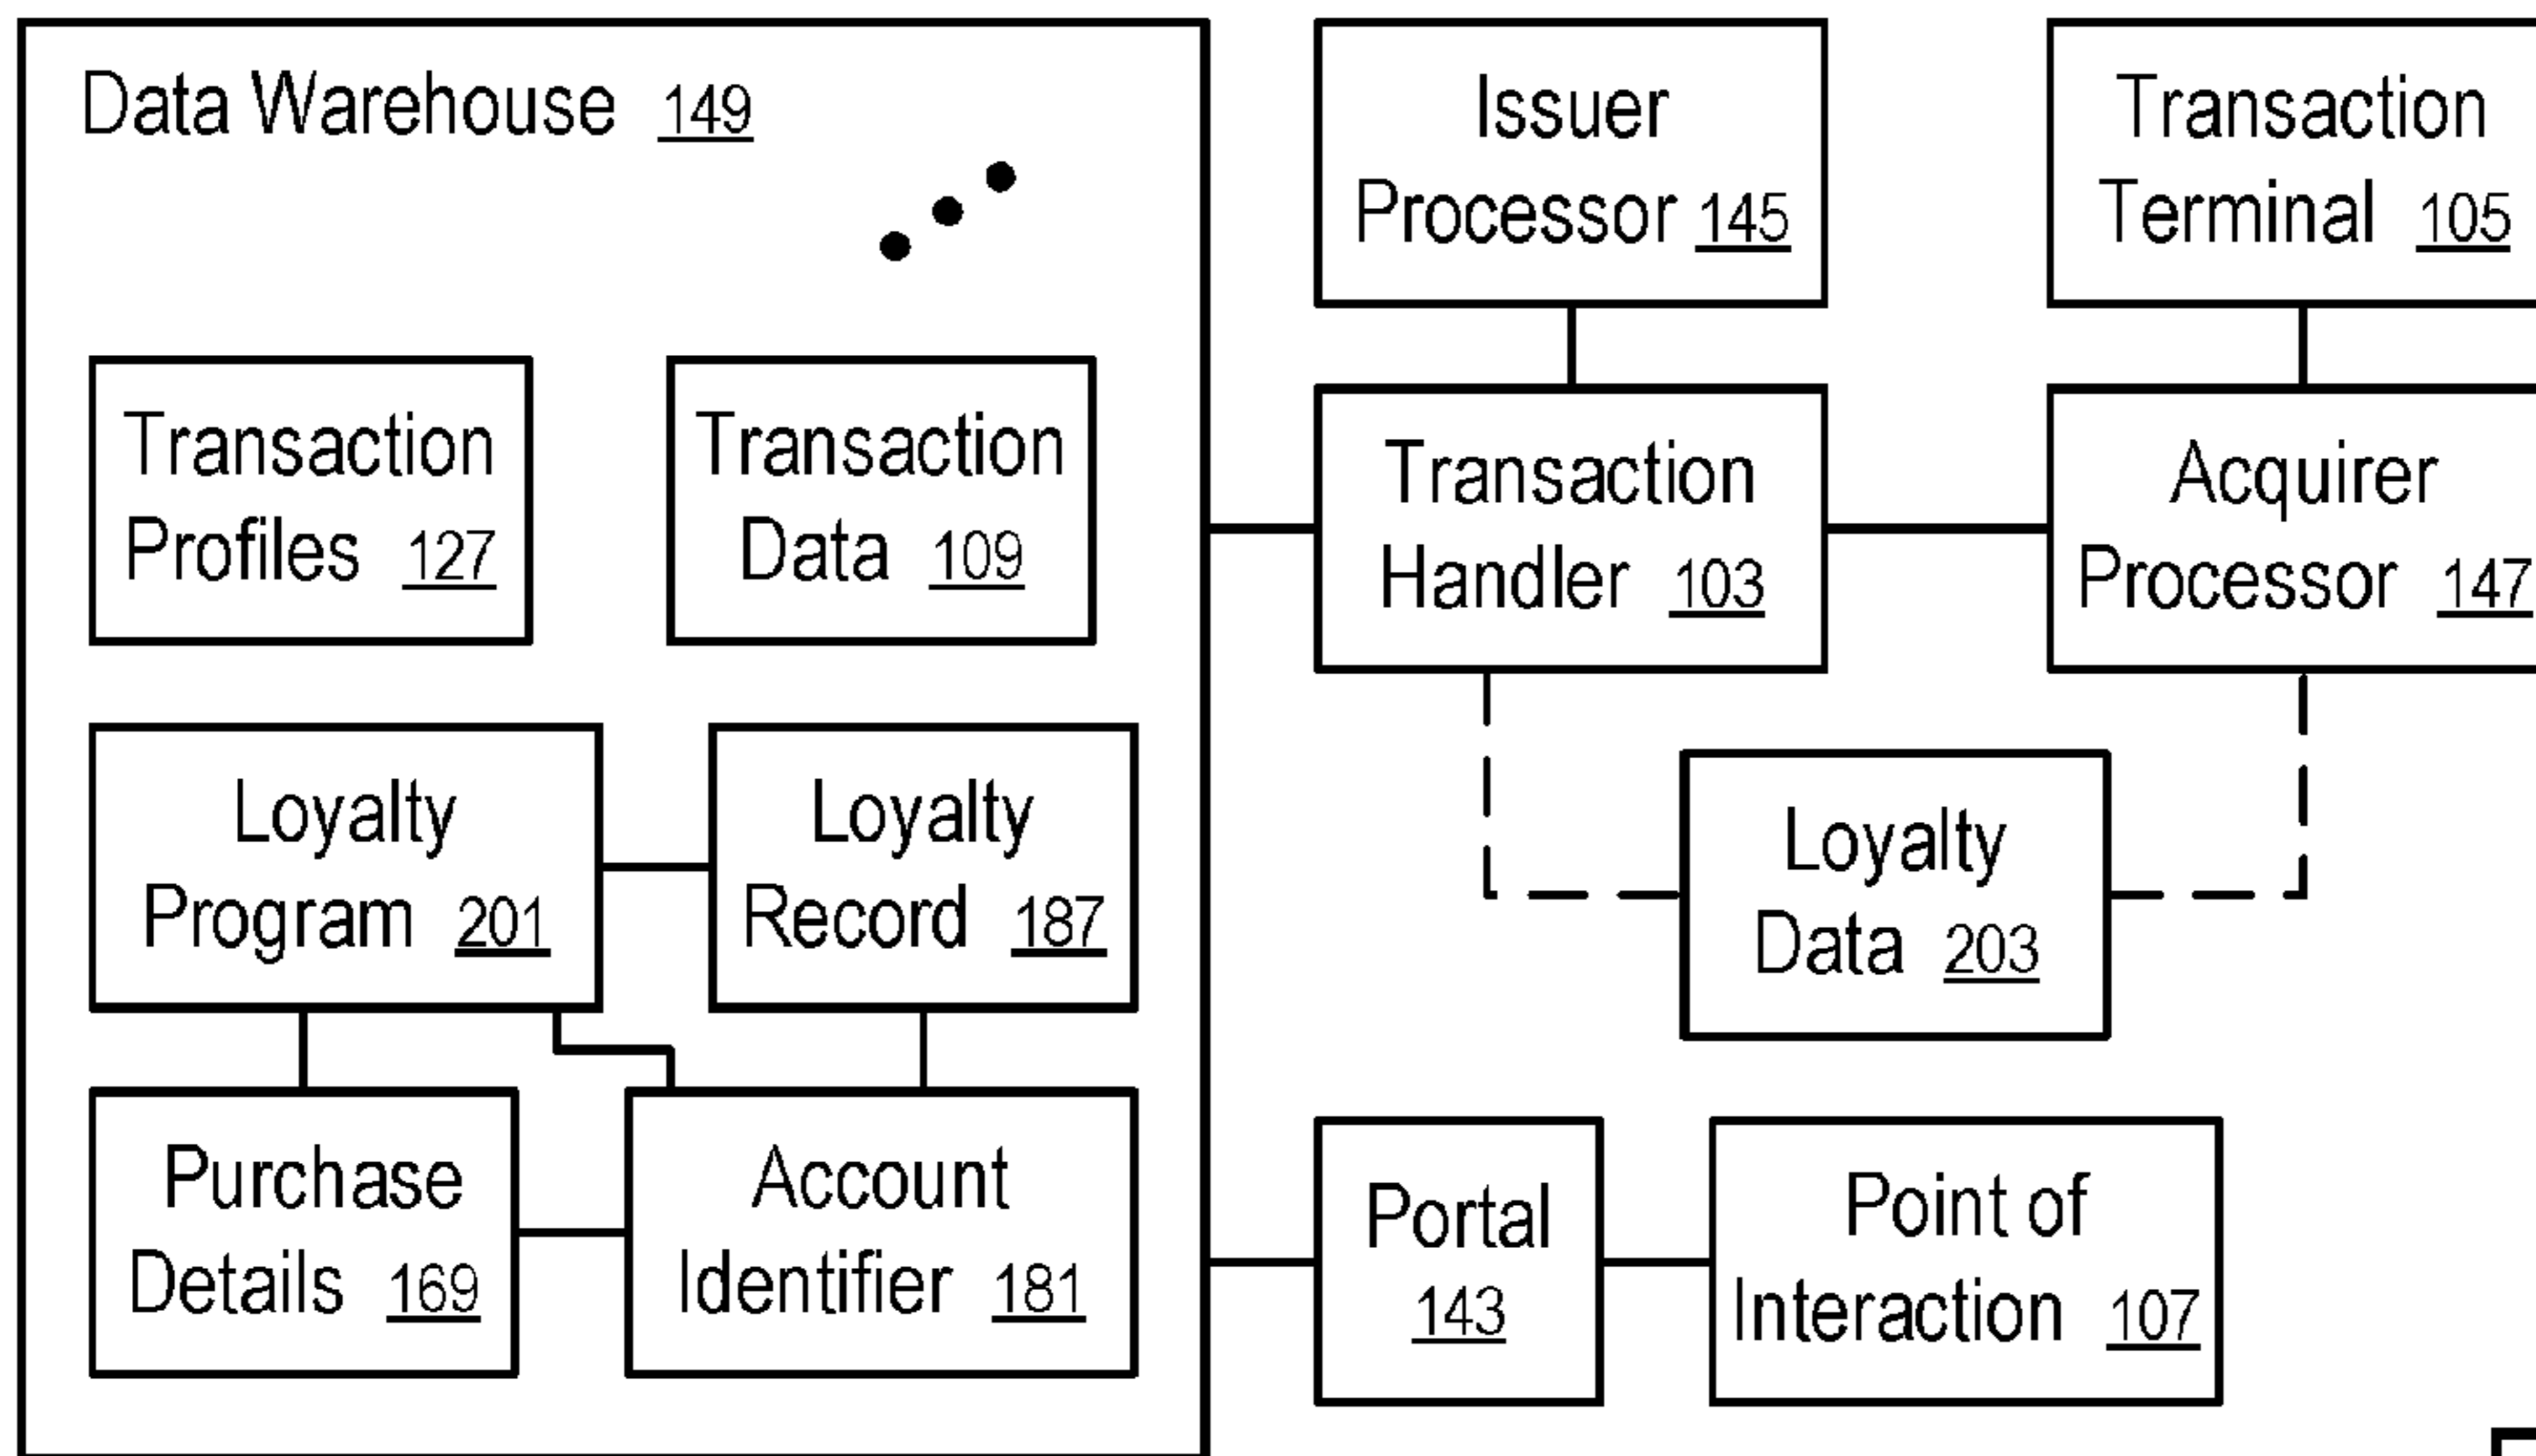 Data Warehouse 149
Transaction
Profiles 127
Transaction
Data 109
Loyalty
Program 201
Loyalty
Record 187
Purchase
Details 169
Account
Identifier 181
Issuer
Processor 145
Transaction
Terminal 105
Transaction
Handler 103
Acquirer
Processor 147
Loyalty
Data 203
Portal
143
Point of
Interaction 107